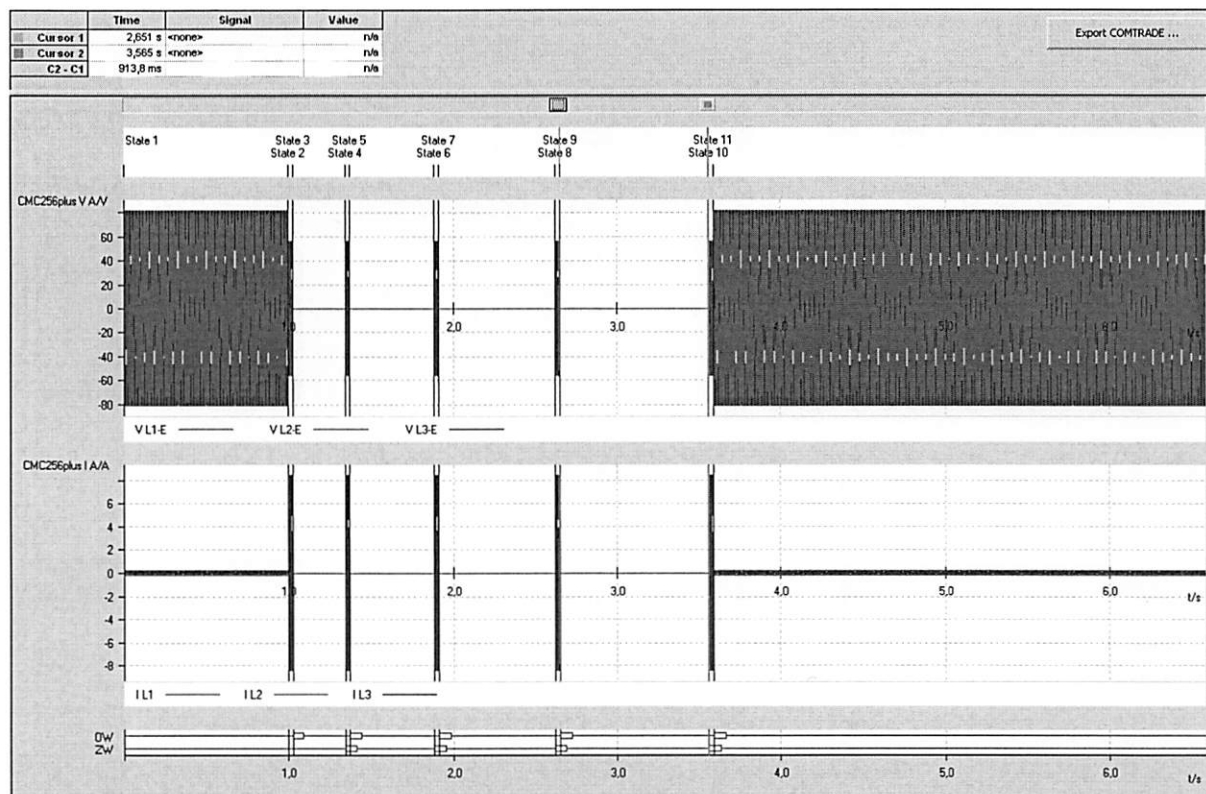 Time Signal Value
Cursor 1 2,651 s <none> n/a
Cursor 2 3,565 s <none> n/a
C2 - C1 913,8 ms n/a
Export COMTRADE ...
State 1 State 3 State 5 State 7 State 9 State 11
State 2 State 4 State 6 State 8 State 10
CMC256plus V A/V
60
40
20
0
1,0 2,0 3,0 4,0 5,0 6,0 t/s
-20
-40
-60
-80
V L1-E V L2-E V L3-E
CMC256plus I A/A
6
4
2
0
1,0 2,0 3,0 4,0 5,0 6,0 t/s
-2
-4
-6
-8
I L1 I L2 I L3
OW
ZW
1,0 2,0 3,0 4,0 5,0 6,0 t/s